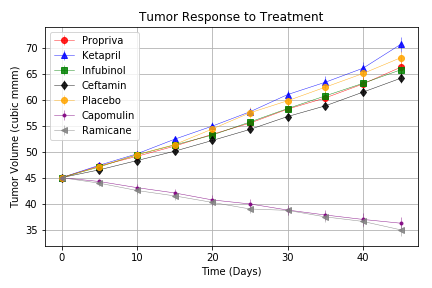 Tumor Response to Treatment
Tumor Volume (cubic mmm)
70
65
60
55
50
45
40
35
Propriva
Ketapril
Infubinol
Ceftamin
Placebo
Capomulin
Ramicane
0
10
20
30
40
Time (Days)